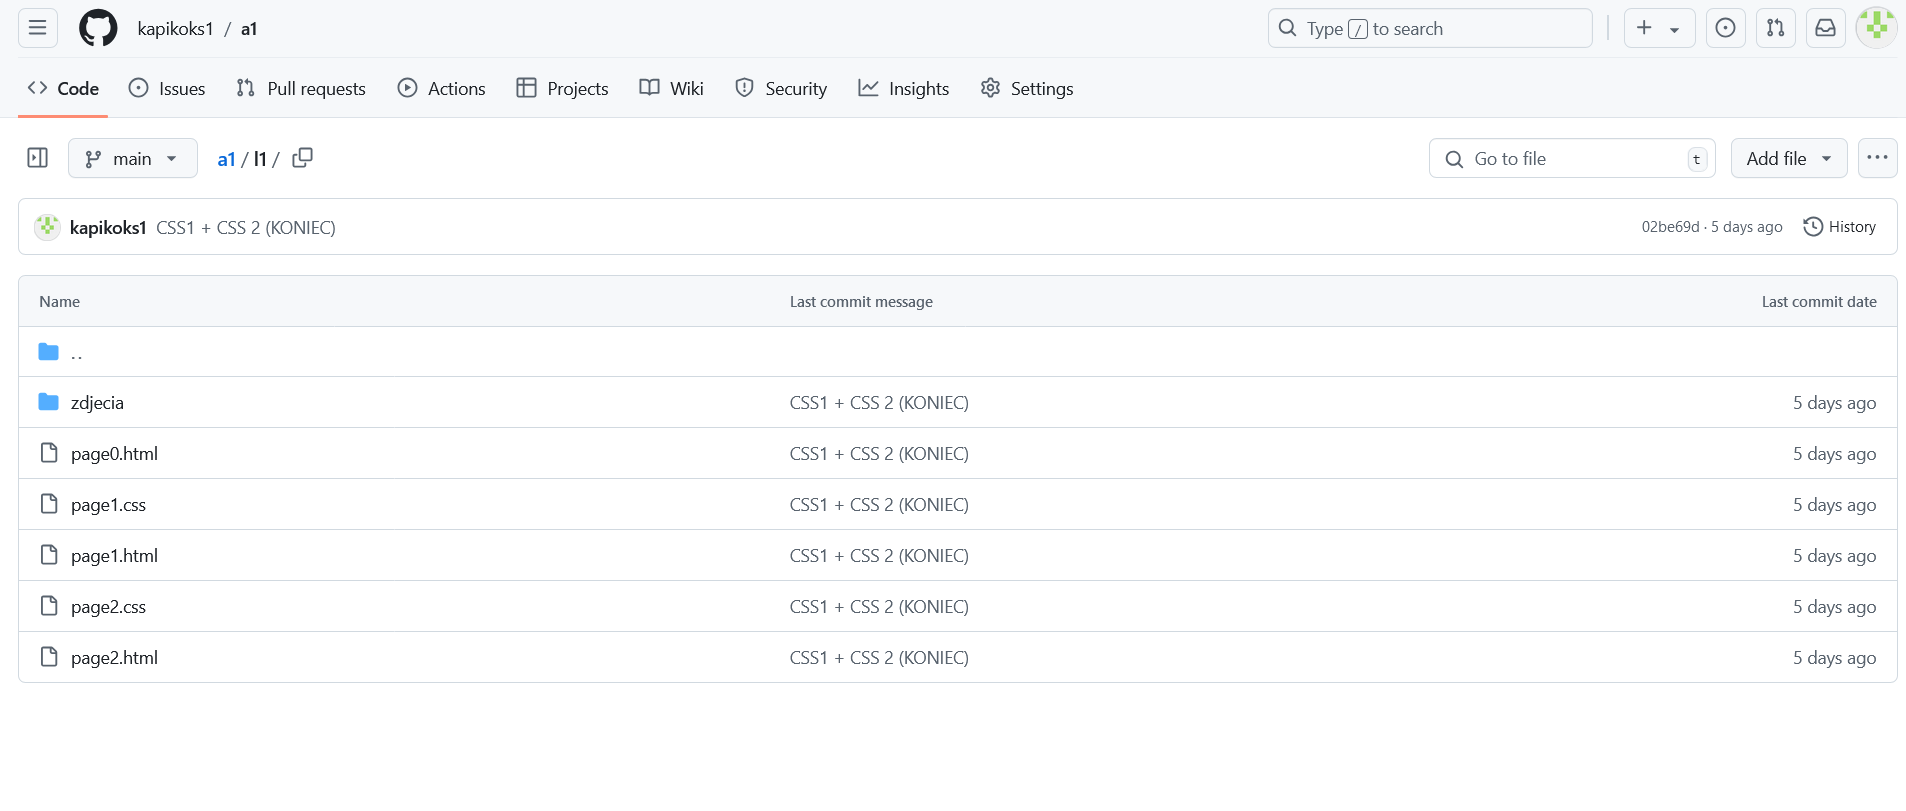 kapikoks1 / a1
Type / to search
Code Issues Pull requests Actions Projects Wiki Security Insights Settings
main a1 / l1 / Go to file t Add file
kapikoks1 CSS1 + CSS 2 (KONIEC) 02be69d · 5 days ago History
Name Last commit message Last commit date
..
zdjecia CSS1 + CSS 2 (KONIEC) 5 days ago
page0.html CSS1 + CSS 2 (KONIEC) 5 days ago
page1.css CSS1 + CSS 2 (KONIEC) 5 days ago
page1.html CSS1 + CSS 2 (KONIEC) 5 days ago
page2.css CSS1 + CSS 2 (KONIEC) 5 days ago
page2.html CSS1 + CSS 2 (KONIEC) 5 days ago